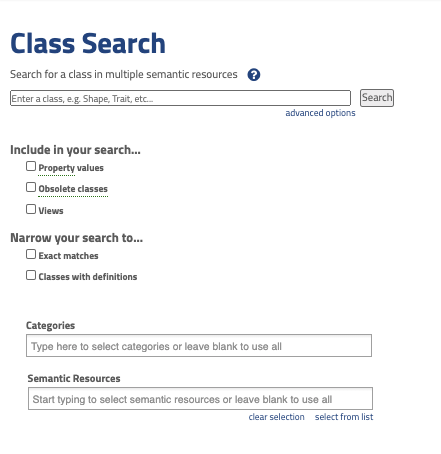 Class Search
Search for a class in multiple semantic resources ?
Enter a class, e.g. Shape, Trait, etc... Search
advanced options
Include in your search...
Property values
Obsolete classes
Views
Narrow your search to...
Exact matches
Classes with definitions
Categories
Type here to select categories or leave blank to use all
Semantic Resources
Start typing to select semantic resources or leave blank to use all
clear selection select from list